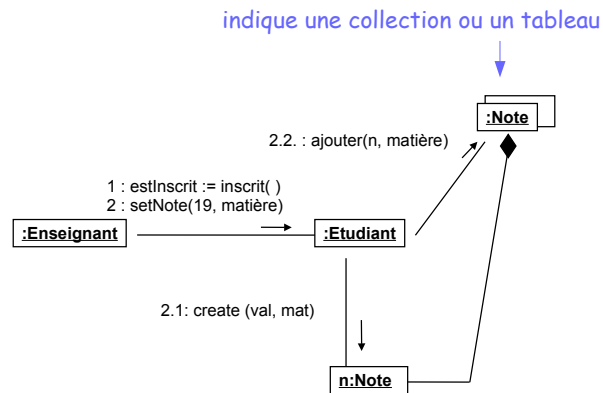 indique une collection ou un tableau
:Note
2.2. : ajouter(n, matière)
1 : estInscrit := inscrit( )
2 : setNote(19, matière)
:Enseignant
:Etudiant
2.1: create (val, mat)
n:Note